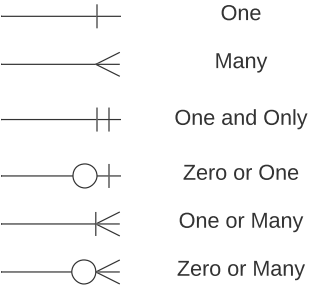 One
Many
One and Only
Zero or One
One or Many
Zero or Many